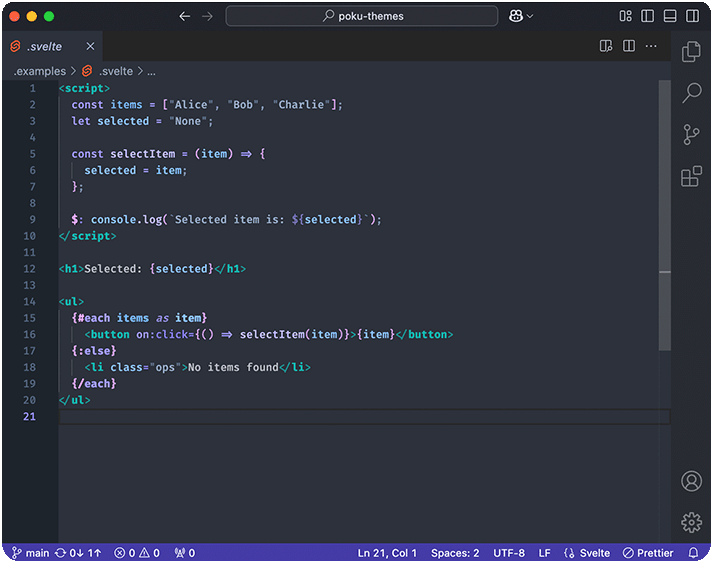 poku-themes
.svelte
.examples > .svelte > ...
1 <script>
2 const items = ["Alice", "Bob", "Charlie"];
3 let selected = "None";
4
5 const selectItem = (item) => {
6 selected = item;
7 };
8
9 $: console.log(`Selected item is: ${selected}`);
10 </script>
11
12 <h1>Selected: {selected}</h1>
13
14 <ul>
15 {#each items as item}
16 <button on:click={() => selectItem(item)}>{item}</button>
17 {:else}
18 <li class="ops">No items found</li>
19 {/each}
20 </ul>
21
main 0↓ 1↑ 0 0 0 Ln 21, Col 1 Spaces: 2 UTF-8 LF Svelte Prettier